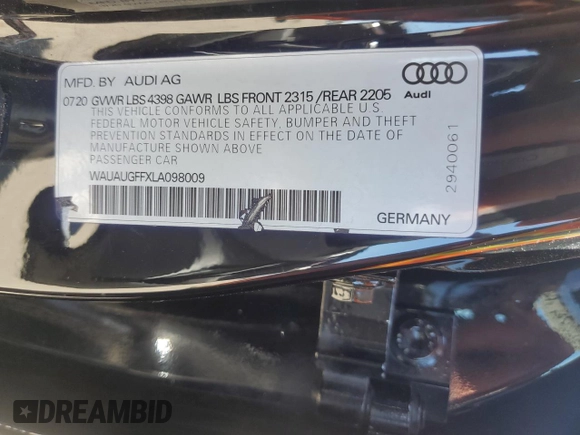 MFD. BY AUDI AG
Audi
0720 GVWR LBS 4398 GAWR LBS FRONT 2315 /REAR 2205
THIS VEHICLE CONFORMS TO ALL APPLICABLE U S
FEDERAL MOTOR VEHICLE SAFETY, BUMPER AND THEFT
PREVENTION STANDARDS IN EFFECT ON THE DATE OF
MANUFACTURE SHOWN ABOVE
PASSENGER CAR
WAUAUGFFXLA098009
GERMANY
2940061
DREAMBID